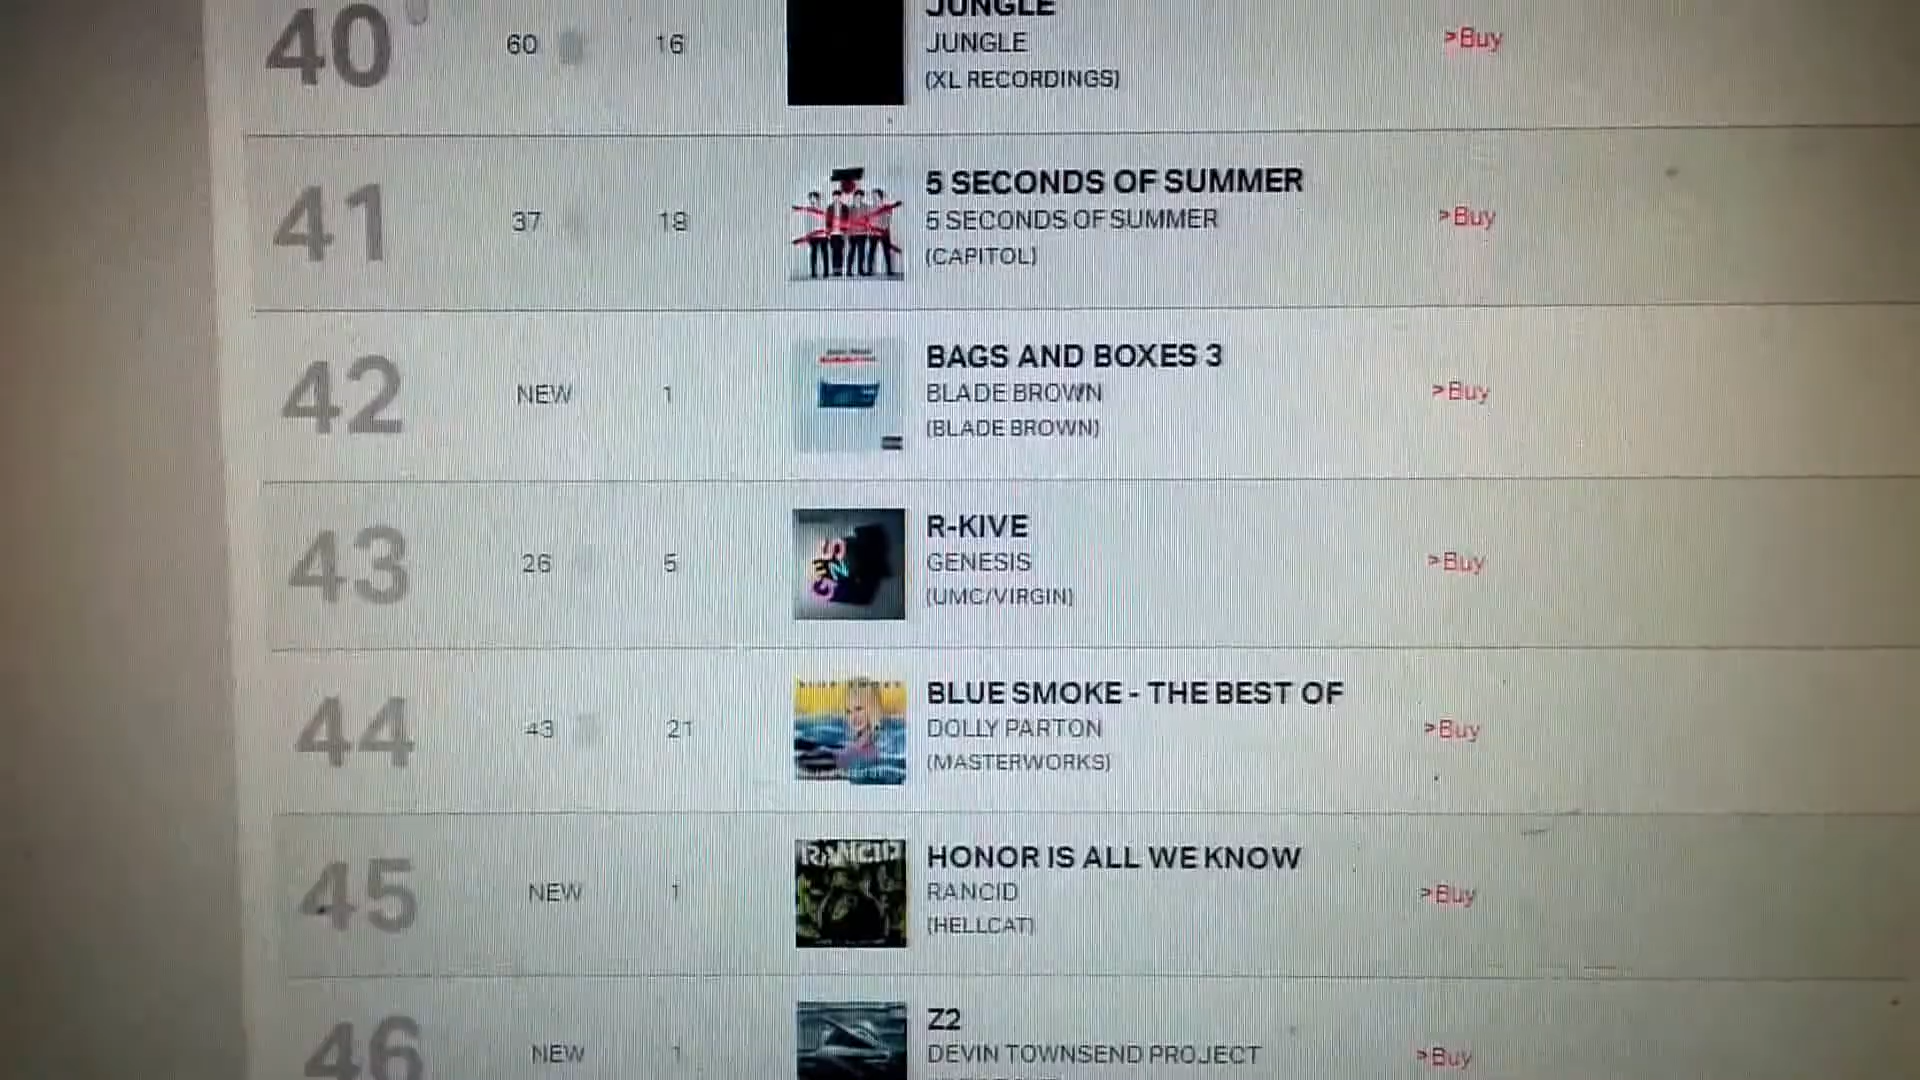 40 60 16 JUNGLE
JUNGLE
(XL RECORDINGS)
>Buy
41 37 18 5 SECONDS OF SUMMER
5 SECONDS OF SUMMER
(CAPITOL)
>Buy
42 NEW 1 BAGS AND BOXES 3
BLADE BROWN
(BLADE BROWN)
>Buy
43 26 5 R-KIVE
GENESIS
(UMC/VIRGIN)
>Buy
44 43 21 BLUE SMOKE - THE BEST OF
DOLLY PARTON
(MASTERWORKS)
>Buy
45 NEW 1 HONOR IS ALL WE KNOW
RANCID
(HELLCAT)
>Buy
RANCID
46 NEW 1 Z2
DEVIN TOWNSEND PROJECT
>Buy